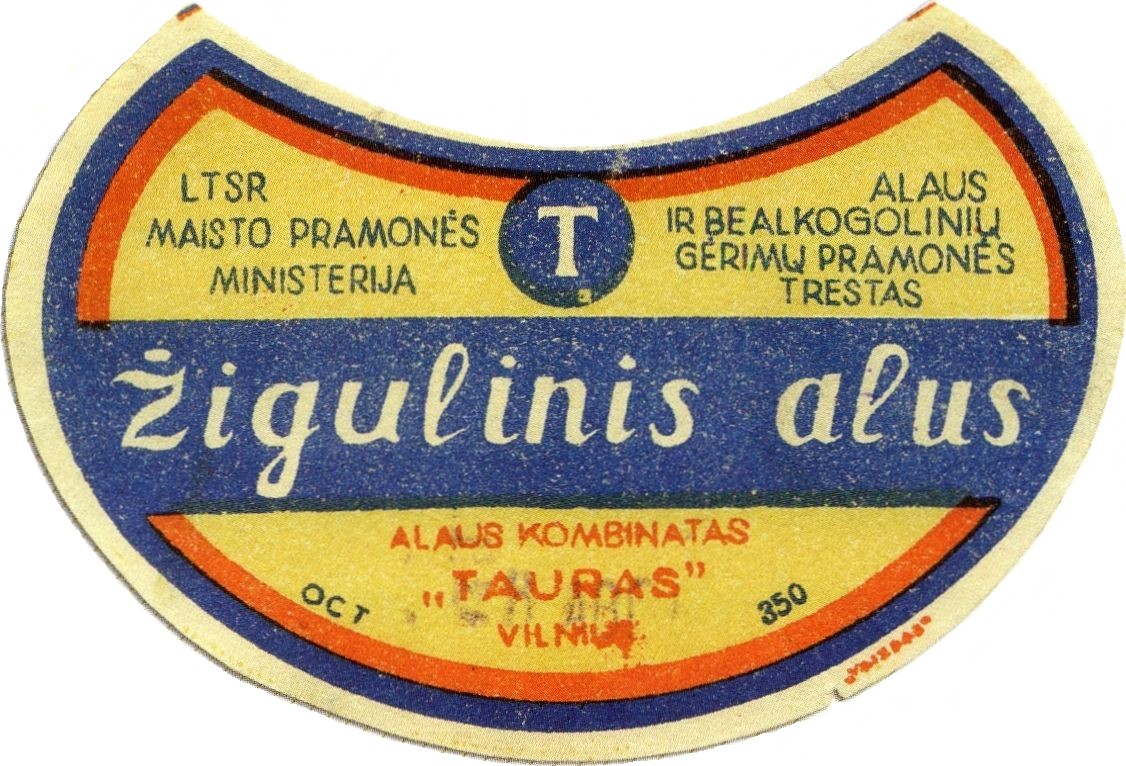 LTSR
MAISTO PRAMONĖS
MINISTERIJA
T
ALAUS
IR BEALKOGOLINIŲ
GĖRIMŲ PRAMONĖS
TRESTAS
Žigulinis alus
ALAUS KOMBINATAS
„TAURAS”
VILNIUS
OCT 350